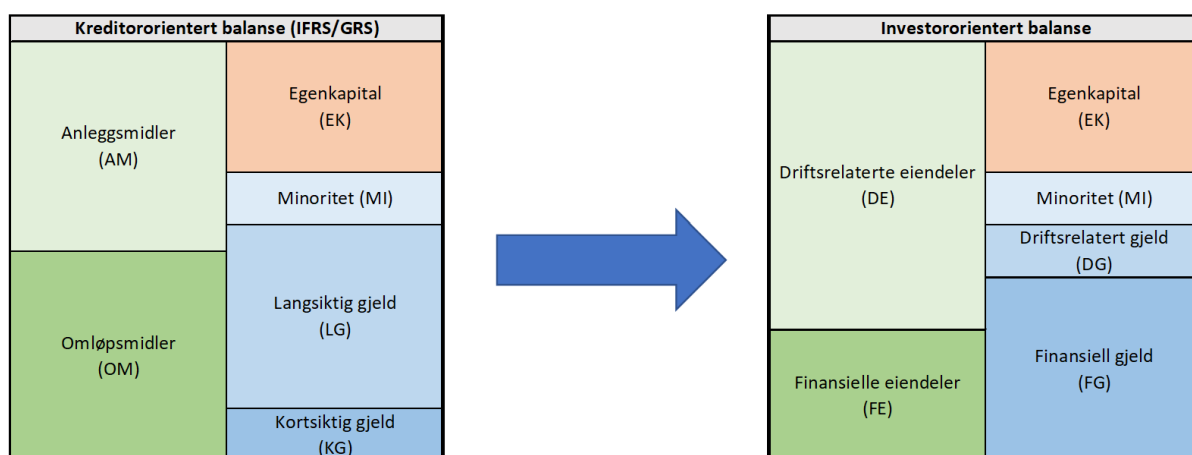 Kreditororientert balanse (IFRS/GRS)
Anleggsmidler
(AM)
Omløpsmidler
(OM)
Egenkapital
(EK)
Minoritet (MI)
Langsiktig gjeld
(LG)
Kortsiktig gjeld
(KG)
Investororientert balanse
Driftsrelaterte eiendeler
(DE)
Finansielle eiendeler
(FE)
Egenkapital
(EK)
Minoritet (MI)
Driftsrelatert gjeld
(DG)
Finansiell gjeld
(FG)